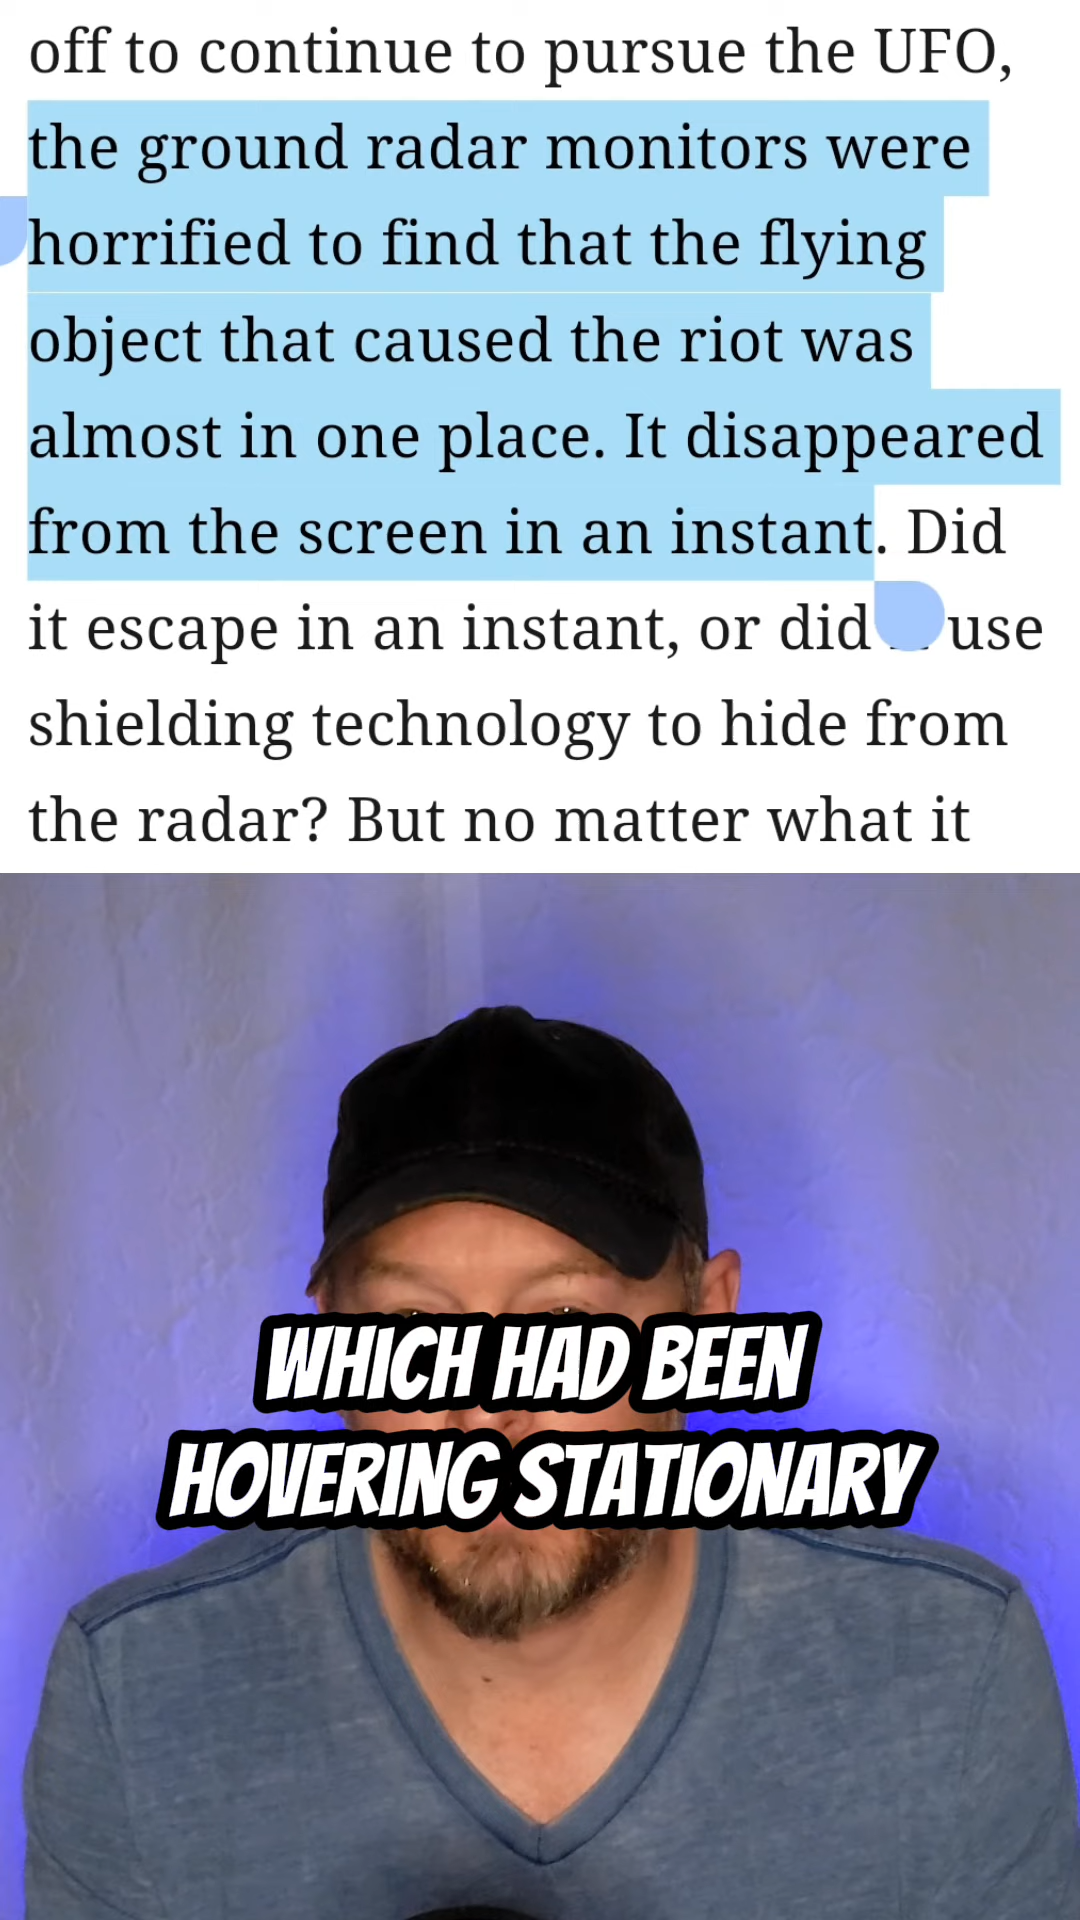 off to continue to pursue the UFO,
the ground radar monitors were
horrified to find that the flying
object that caused the riot was
almost in one place. It disappeared
from the screen in an instant. Did
it escape in an instant, or did use
shielding technology to hide from
the radar? But no matter what it
WHICH HAD BEEN
HOVERING STATIONARY